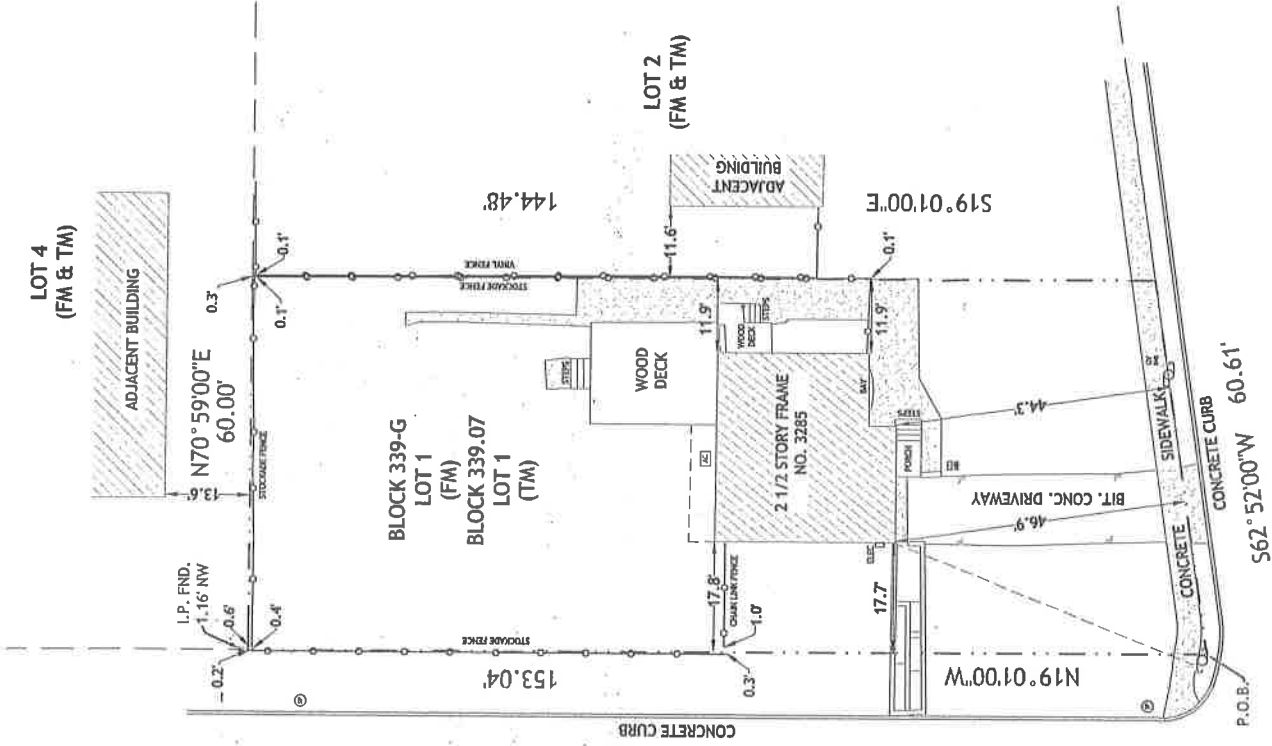 LOT 4
(FM & TM)
ADJACENT BUILDING
N70°59'00"E
60.00'
13.6'
STOCKADE FENCE
I.P. FND.
1.16' NW
0.6'
0.2'
0.4'
0.3'
0.1'
0.1'
VINYL FENCE
STOCKADE FENCE
144.48'
LOT 2
(FM & TM)
ADJACENT
BUILDING
11.6'
S19°01'00"E
BLOCK 339-G
LOT 1
(FM)
BLOCK 339.07
LOT 1
(TM)
STEPS
WOOD
DECK
11.9'
WOOD
DECK
STEPS
AC
2 1/2 STORY FRAME
NO. 3285
BAY
11.9'
0.1'
STOCKADE FENCE
153.04'
17.8'
CHAIN LINK FENCE
1.0'
0.3'
ELEC
17.7'
PORCH
STEPS
44.3'
46.9'
BIT. CONC. DRIVEWAY
N19°01'00"W
CONCRETE CURB
CONCRETE
SIDEWALK
CONCRETE CURB
S62°52'00"W 60.61'
P.O.B.